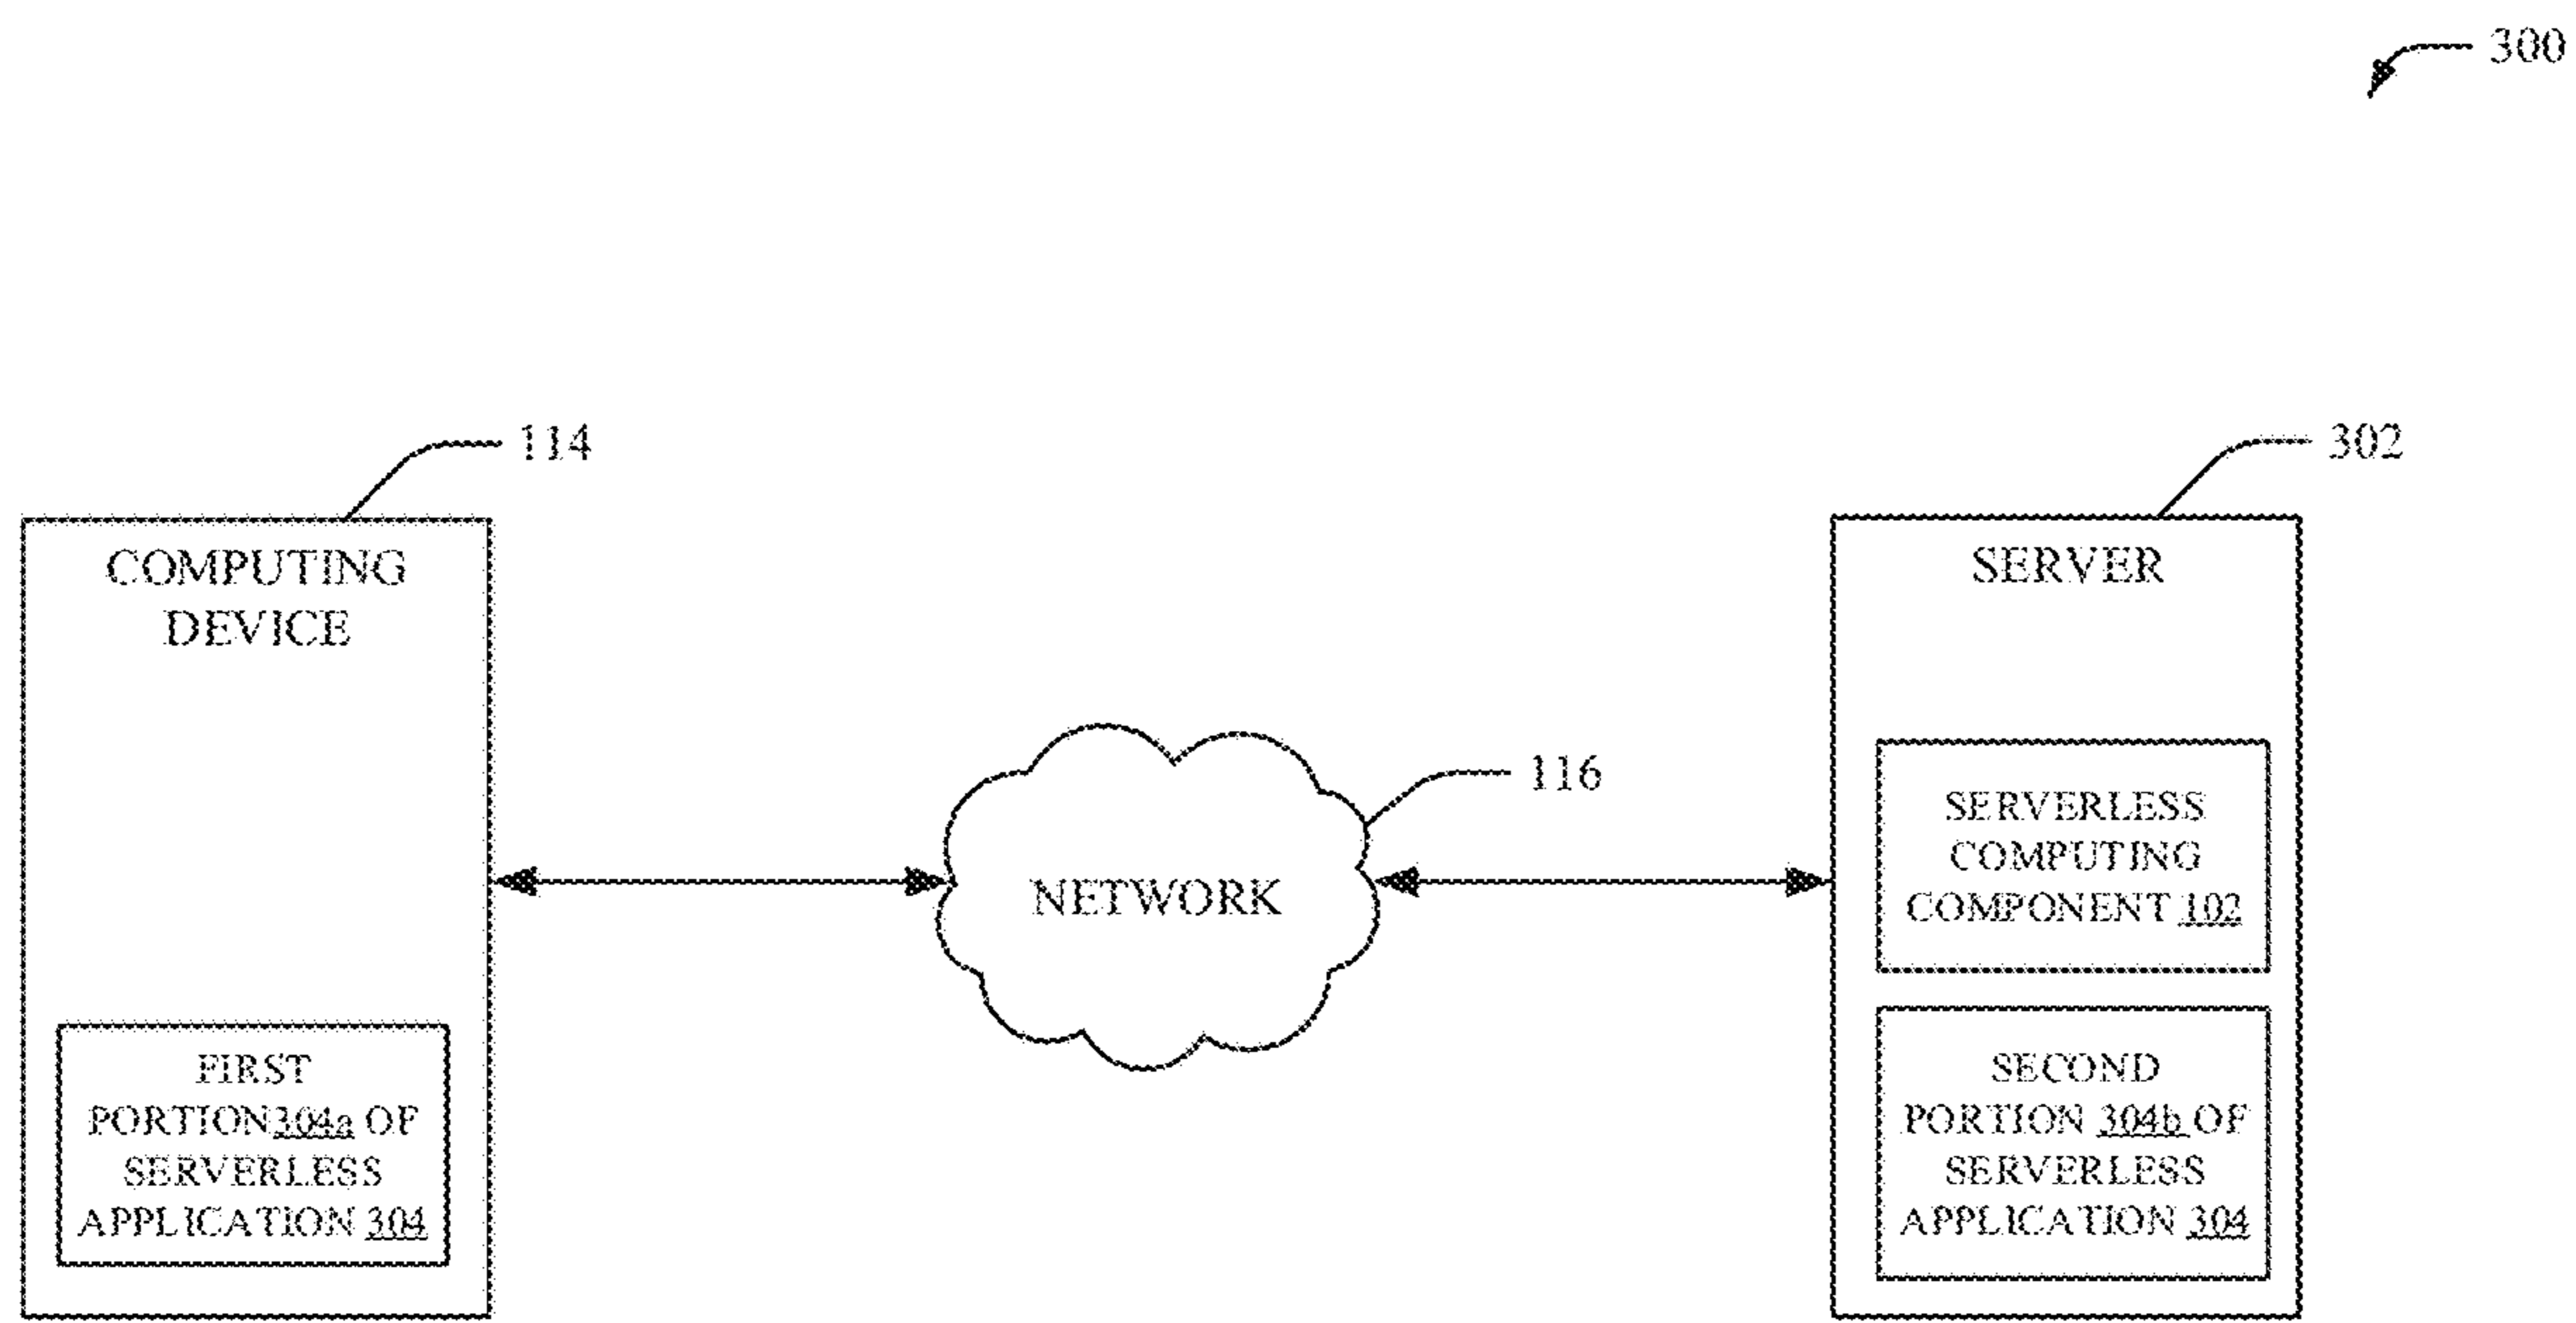 300
114
COMPUTING
DEVICE
FIRST
PORTION304a OF
SERVERLESS
APPLICATION 304
116
NETWORK
302
SERVER
SERVERLESS
COMPUTING
COMPONENT 102
SECOND
PORTION 304b OF
SERVERLESS
APPLICATION 304